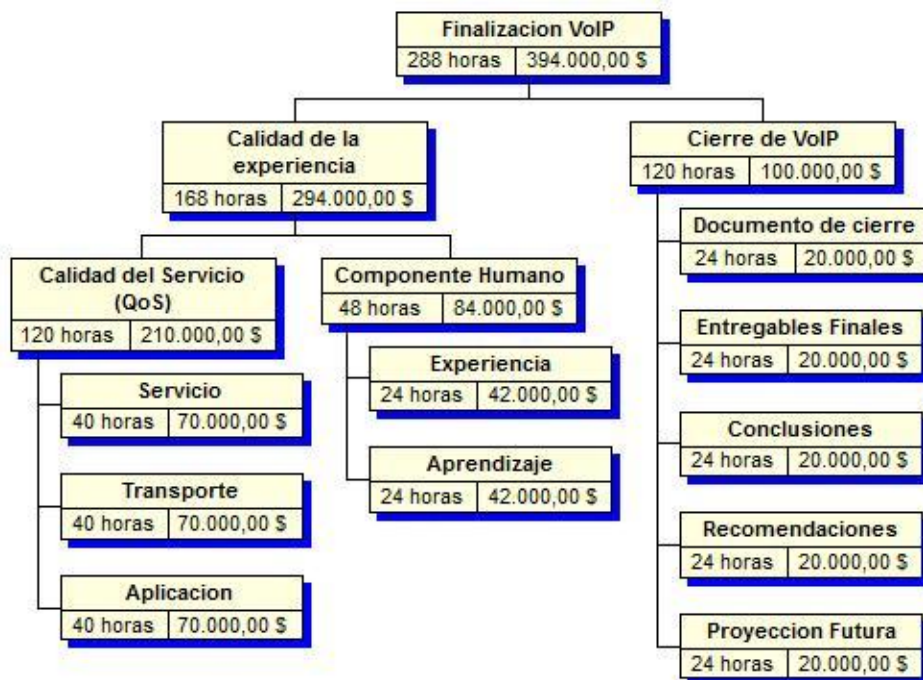 Finalizacion VoIP
288 horas 394.000,00 $
Calidad de la
experiencia
168 horas 294.000,00 $
Cierre de VoIP
120 horas 100.000,00 $
Calidad del Servicio
(QoS)
120 horas 210.000,00 $
Servicio
40 horas 70.000,00 $
Transporte
40 horas 70.000,00 $
Aplicacion
40 horas 70.000,00 $
Componente Humano
48 horas 84.000,00 $
Experiencia
24 horas 42.000,00 $
Aprendizaje
24 horas 42.000,00 $
Documento de cierre
24 horas 20.000,00 $
Entregables Finales
24 horas 20.000,00 $
Conclusiones
24 horas 20.000,00 $
Recomendaciones
24 horas 20.000,00 $
Proyeccion Futura
24 horas 20.000,00 $